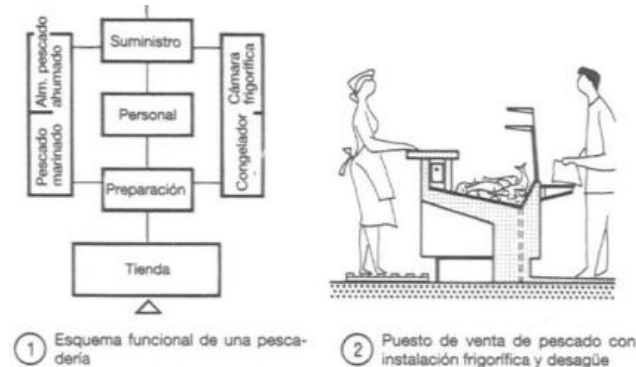 Suministro
Alm. pescado
ahumado
Cámara
frigorífica
Personal
Pescado
marinado
Congelador
Preparación
Tienda
1 Esquema funcional de una pesca-
dería
2 Puesto de venta de pescado con
instalación frigorífica y desagüe